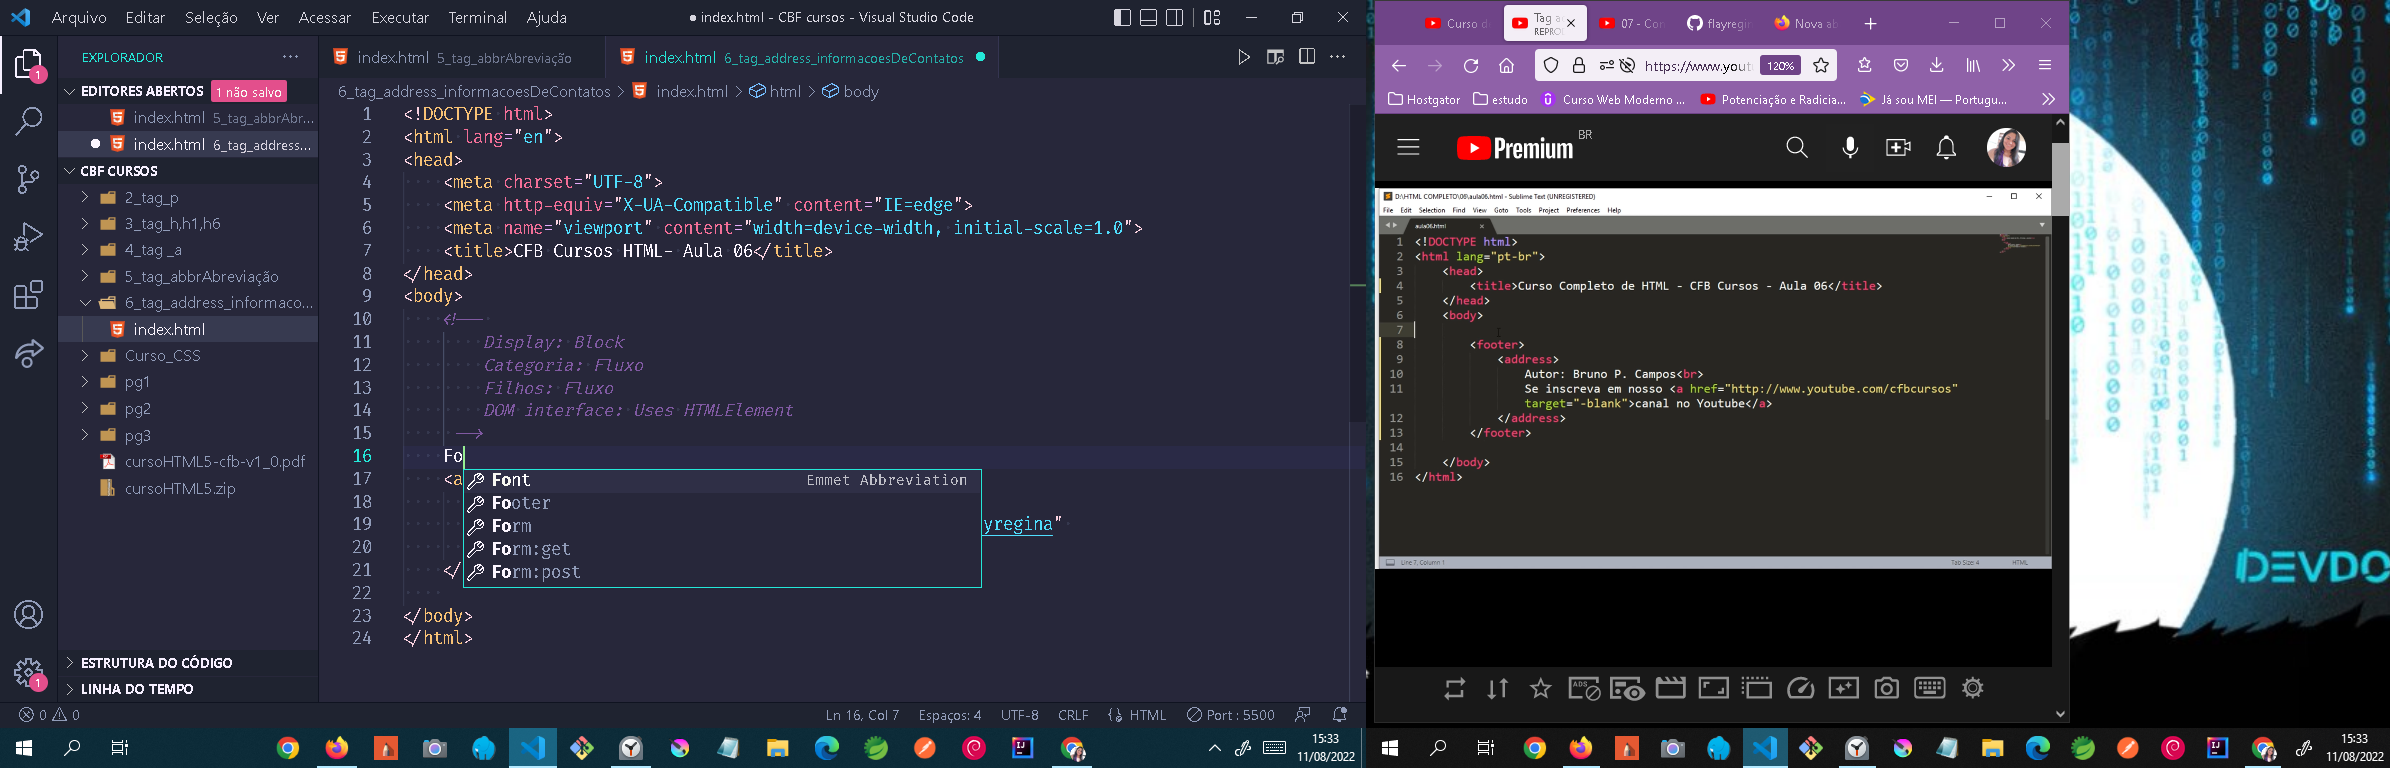 Arquivo Editar Seleção Ver Acessar Executar Terminal Ajuda
● index.html - CBF cursos - Visual Studio Code
EXPLORADOR
EDITORES ABERTOS 1 não salvo
index.html 5_tag_abbrAbr...
index.html 6_tag_address...
CBF CURSOS
2_tag_p
3_tag_h,h1,h6
4_tag _a
5_tag_abbrAbreviação
6_tag_address_informaco...
index.html
Curso_CSS
pg1
pg2
pg3
cursoHTML5-cfb-v1_0.pdf
cursoHTML5.zip
ESTRUTURA DO CÓDIGO
LINHA DO TEMPO
1
1
index.html 5_tag_abbrAbreviação
index.html 6_tag_address_informacoesDeContatos
6_tag_address_informacoesDeContatos > index.html > html > body
1 <!DOCTYPE html>
2 <html lang="en">
3 <head>
4 <meta charset="UTF-8">
5 <meta http-equiv="X-UA-Compatible" content="IE=edge">
6 <meta name="viewport" content="width=device-width, initial-scale=1.0">
7 <title>CFB Cursos HTML- Aula 06</title>
8 </head>
9 <body>
10 <!--
11 Display: Block
12 Categoria: Fluxo
13 Filhos: Fluxo
14 DOM interface: Uses HTMLElement
15 -->
16 Fo
17 <a
18
19 yregina"
20
21 </
22
23 </body>
24 </html>
Font Emmet Abbreviation
Footer
Form
Form:get
Form:post
0 0 Ln 16, Col 7 Espaços: 4 UTF-8 CRLF HTML Port : 5500
15:33
11/08/2022
Curso d
Tag a
REPRO
07 - Con
flayregin
Nova ab
https://www.yout 120%
Hostgator estudo Curso Web Moderno ... Potenciação e Radicia... Já sou MEI — Portugu...
Premium BR
D:\HTML COMPLETO\06\aula06.html - Sublime Text (UNREGISTERED)
File Edit Selection Find View Goto Tools Project Preferences Help
aula06.html
1 <!DOCTYPE html>
2 <html lang="pt-br">
3 <head>
4 <title>Curso Completo de HTML - CFB Cursos - Aula 06</title>
5 </head>
6 <body>
7
8 <footer>
9 <address>
10 Autor: Bruno P. Campos<br>
11 Se inscreva em nosso <a href="http://www.youtube.com/cfbcursos"
target="-blank">canal no Youtube</a>
12 </address>
13 </footer>
14
15 </body>
16 </html>
Line 7, Column 1 Tab Size: 4 HTML
ADS
DEVDO
15:33
11/08/2022